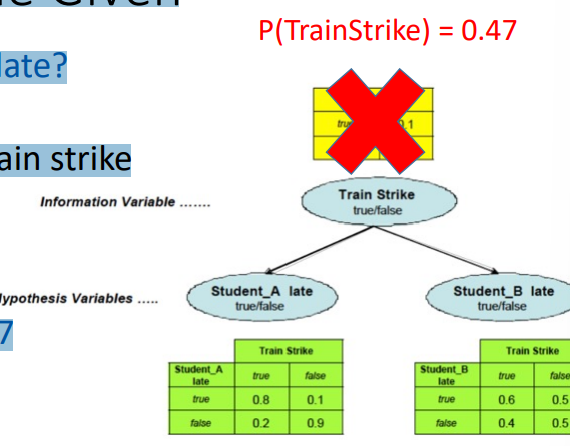 P(TrainStrike) = 0.47
late?
ain strike
Information Variable …….
Train Strike
true/false
Hypothesis Variables …..
Student_A late
true/false
Student_B late
true/false
7
Train Strike
Student_A late true false
true 0.8 0.1
false 0.2 0.9
Train Strike
Student_B late true false
true 0.6 0.5
false 0.4 0.5